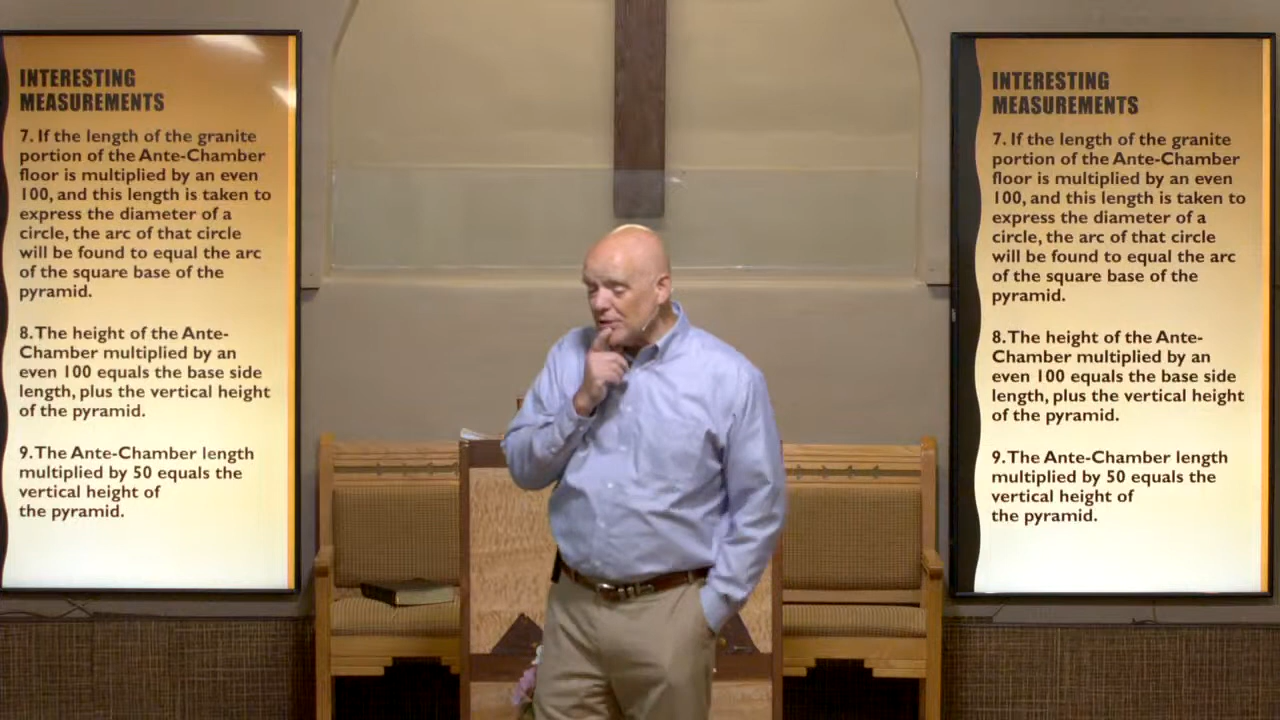 INTERESTING
MEASUREMENTS
7. If the length of the granite
portion of the Ante-Chamber
floor is multiplied by an even
100, and this length is taken to
express the diameter of a
circle, the arc of that circle
will be found to equal the arc
of the square base of the
pyramid.
8. The height of the Ante-
Chamber multiplied by an
even 100 equals the base side
length, plus the vertical height
of the pyramid.
9. The Ante-Chamber length
multiplied by 50 equals the
vertical height of
the pyramid.
INTERESTING
MEASUREMENTS
7. If the length of the granite
portion of the Ante-Chamber
floor is multiplied by an even
100, and this length is taken to
express the diameter of a
circle, the arc of that circle
will be found to equal the arc
of the square base of the
pyramid.
8. The height of the Ante-
Chamber multiplied by an
even 100 equals the base side
length, plus the vertical height
of the pyramid.
9. The Ante-Chamber length
multiplied by 50 equals the
vertical height of
the pyramid.